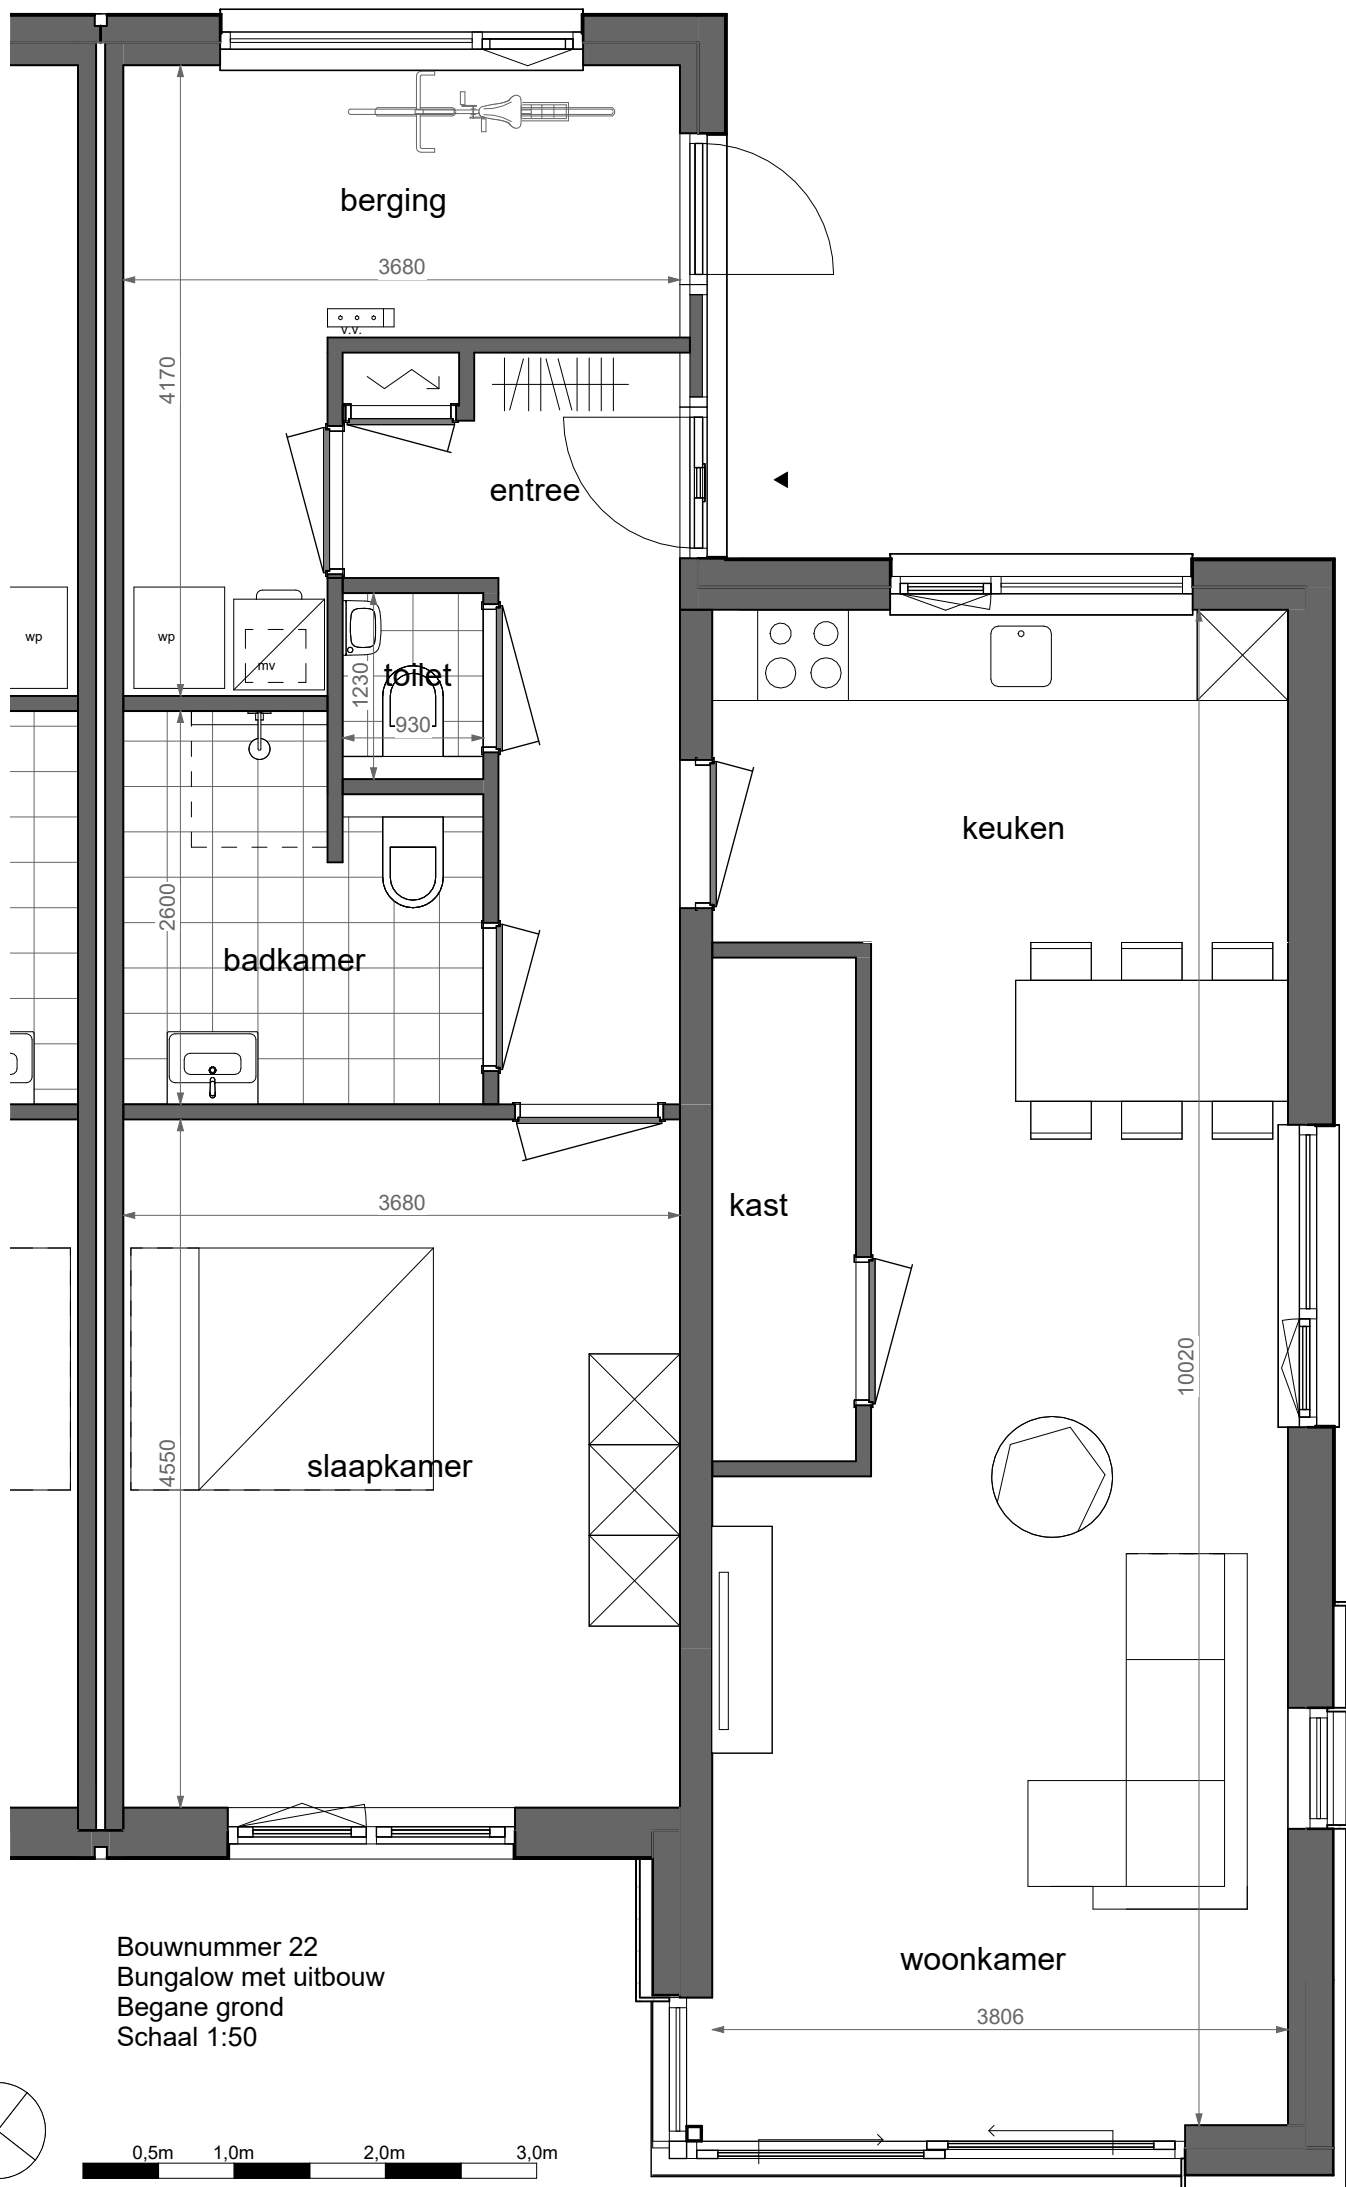 berging
3680
v.v.
4170
entree
wp
wp
mv
1230
toilet
930
keuken
2600
badkamer
3680
kast
10020
4550
slaapkamer
woonkamer
3806
Bouwnummer 22
Bungalow met uitbouw
Begane grond
Schaal 1:50
0,5m 1,0m 2,0m 3,0m